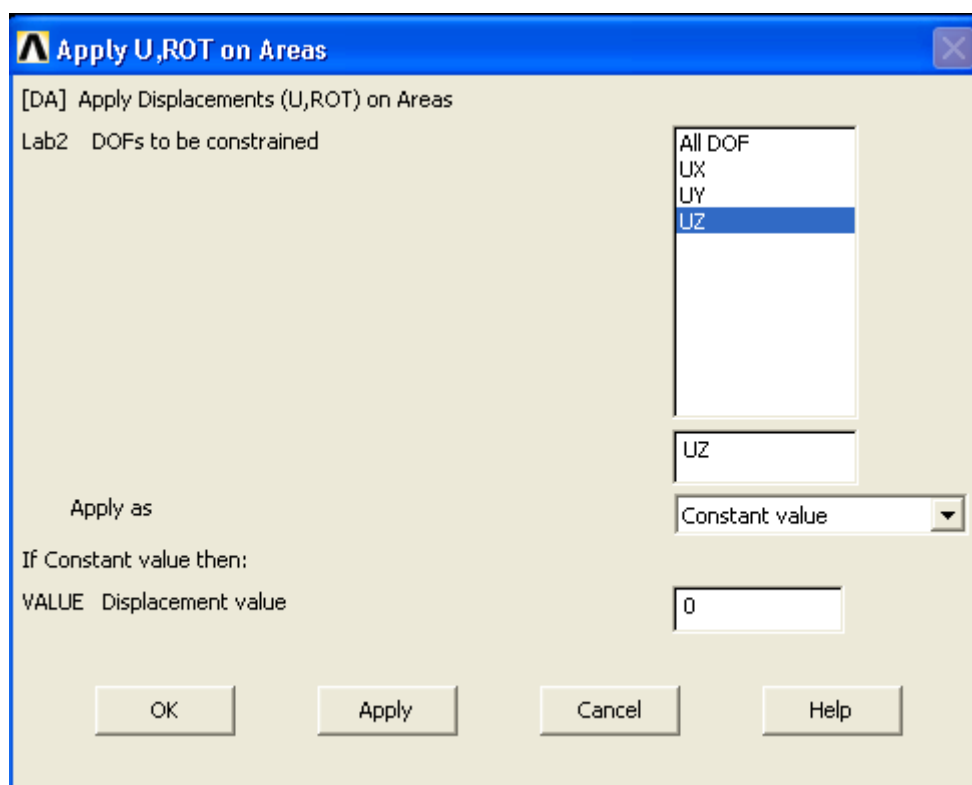 Apply U,ROT on Areas
[DA] Apply Displacements (U,ROT) on Areas
Lab2 DOFs to be constrained
All DOF
UX
UY
UZ
UZ
Apply as
Constant value
If Constant value then:
VALUE Displacement value
0
OK
Apply
Cancel
Help